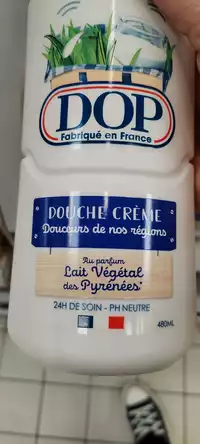 DOP
Fabriqué en France
DOUCHE CRÈME
Douceurs de nos régions
Au parfum
Lait Végétal
des Pyrénées*
24H DE SOIN - PH NEUTRE
480ML